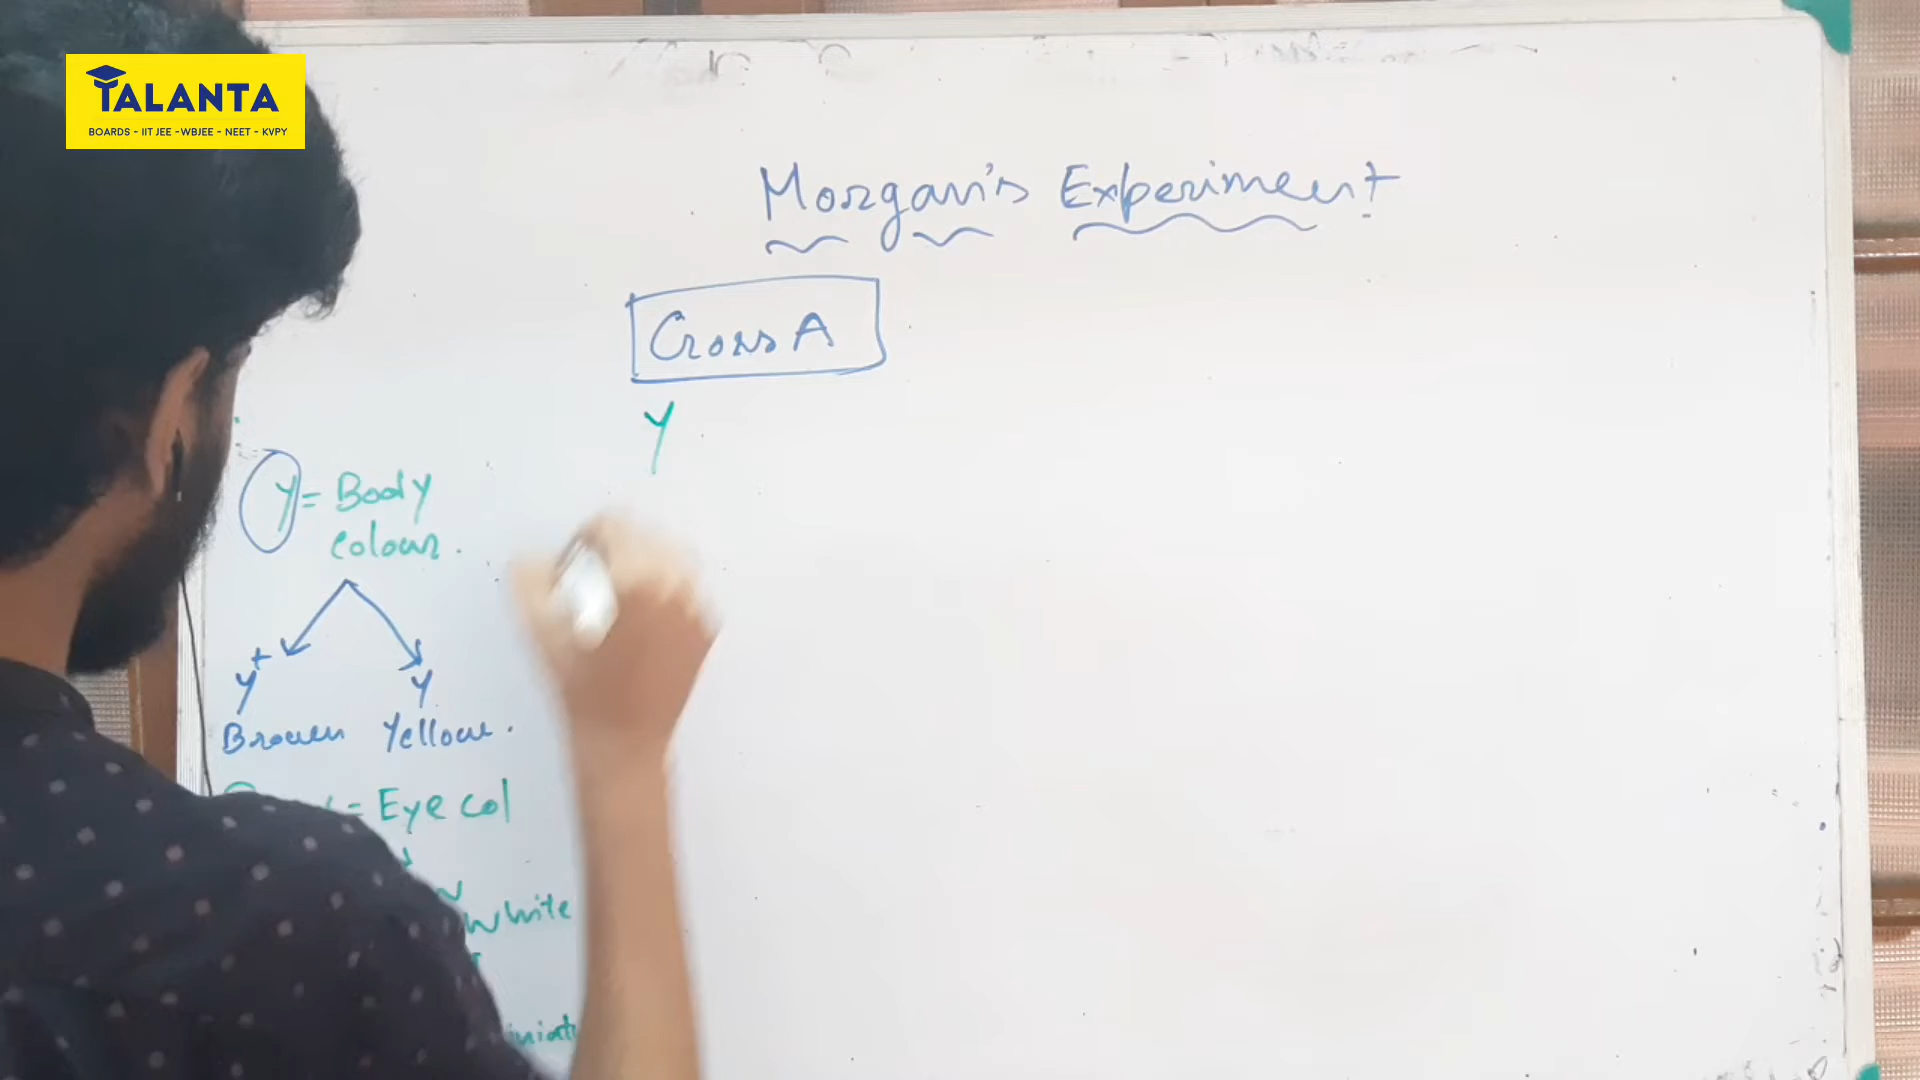 TALANTA
BOARDS - IIT JEE - WBJEE - NEET - KVPY
Morgan's Experiment
Cross A
Y
Y = Body
colour.
Y+ Y
Brown Yellow.
= Eye col
W
White